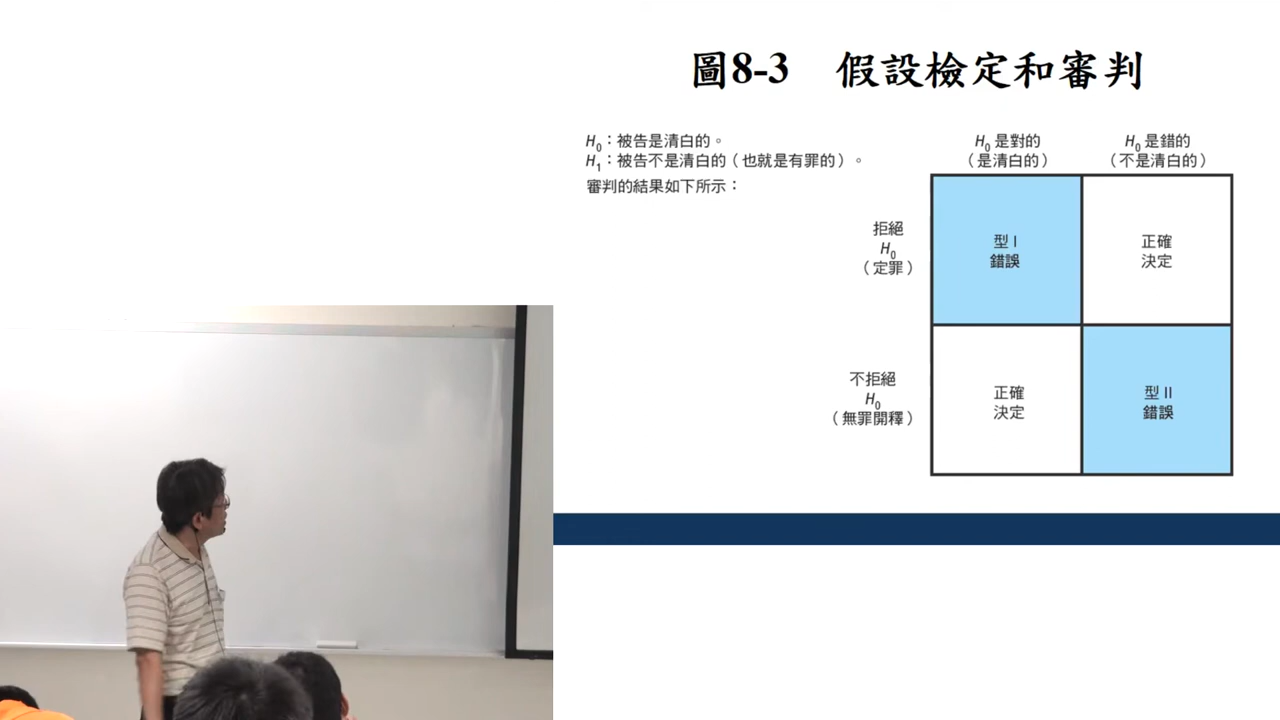 圖8-3 假設檢定和審判
H0：被告是清白的。
H1：被告不是清白的（也就是有罪的）。
審判的結果如下所示：
H0 是對的
（是清白的）
H0 是錯的
（不是清白的）
拒絕
H0
（定罪）
型 I
錯誤
正確
決定
不拒絕
H0
（無罪開釋）
正確
決定
型 II
錯誤